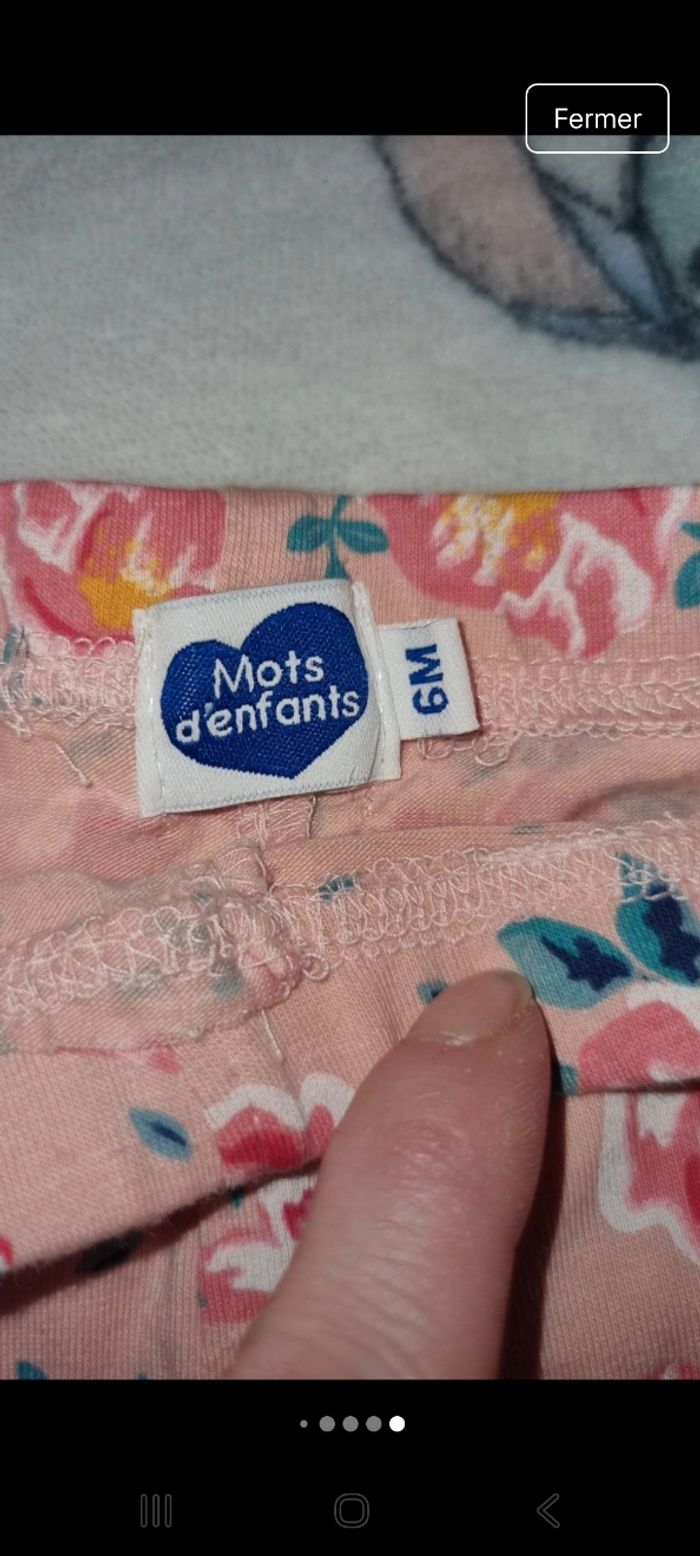 Fermer
Mots
d'enfants
6M